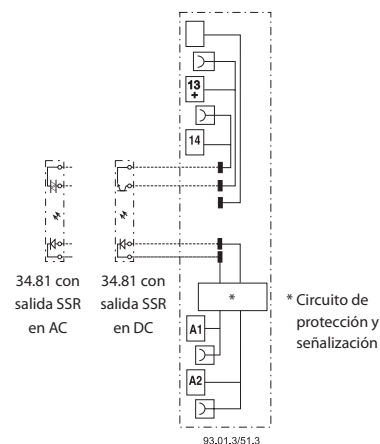 13
+
14
34.81 con
salida SSR
en AC
34.81 con
salida SSR
en DC
*
* Circuito de
protección y
señalización
A1
A2
93.01.3/51.3